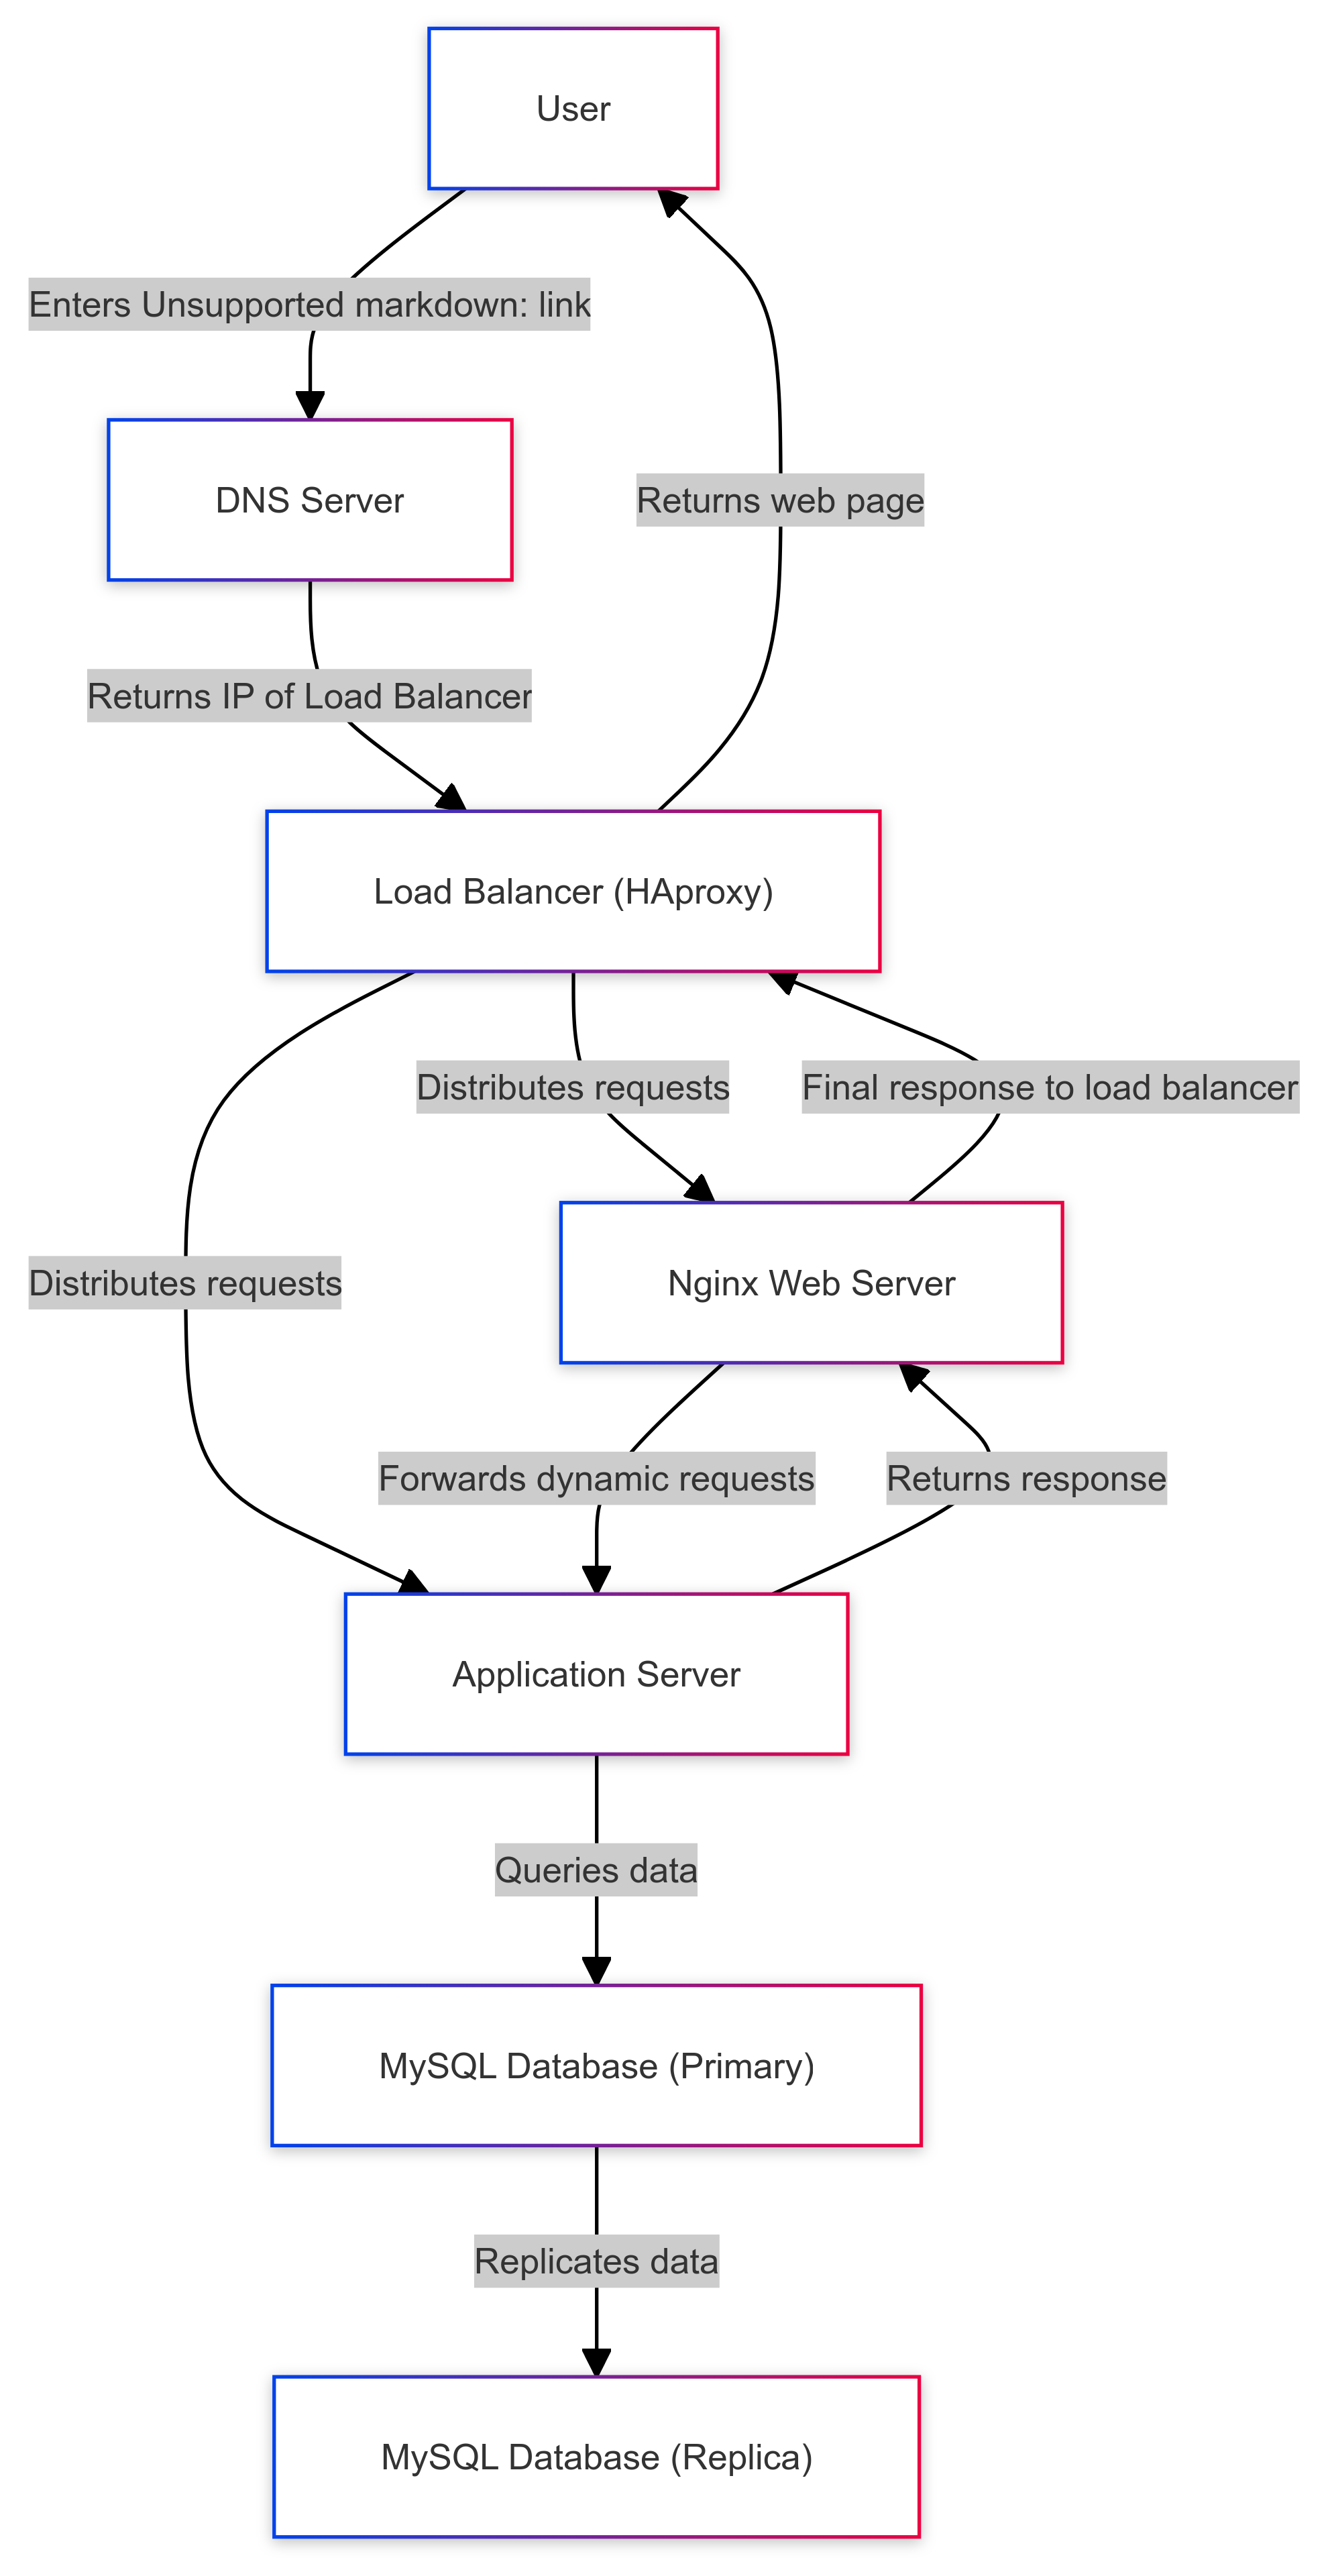 User
Enters Unsupported markdown: link
DNS Server
Returns web page
Returns IP of Load Balancer
Load Balancer (HAproxy)
Distributes requests
Final response to load balancer
Distributes requests
Nginx Web Server
Forwards dynamic requests
Returns response
Application Server
Queries data
MySQL Database (Primary)
Replicates data
MySQL Database (Replica)